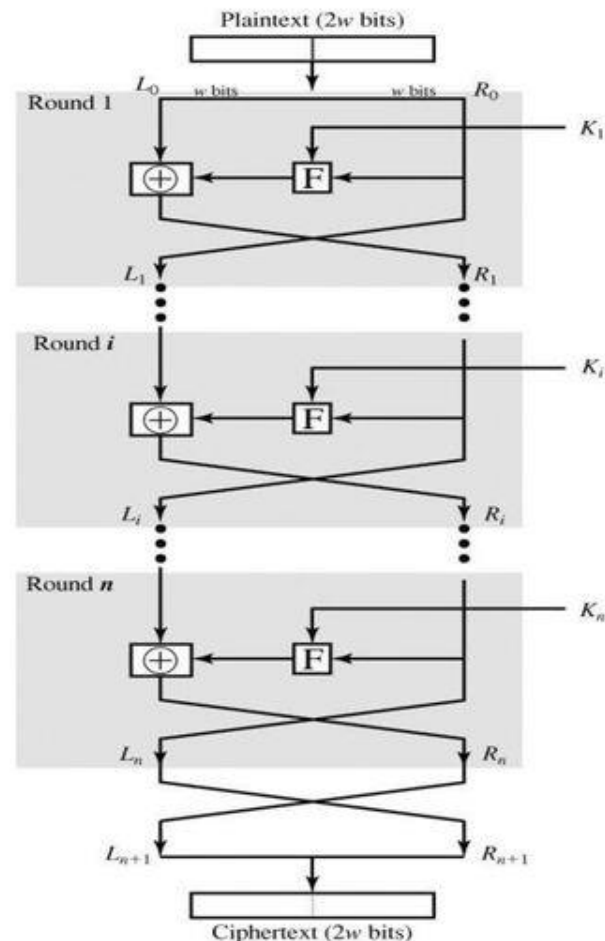 Plaintext (2w bits)
L0 w bits w bits R0
Round 1
K1
⊕ F
L1 R1
Round i
Ki
⊕ F
Li Ri
Round n
Kn
⊕ F
Ln Rn
Ln+1 Rn+1
Ciphertext (2w bits)